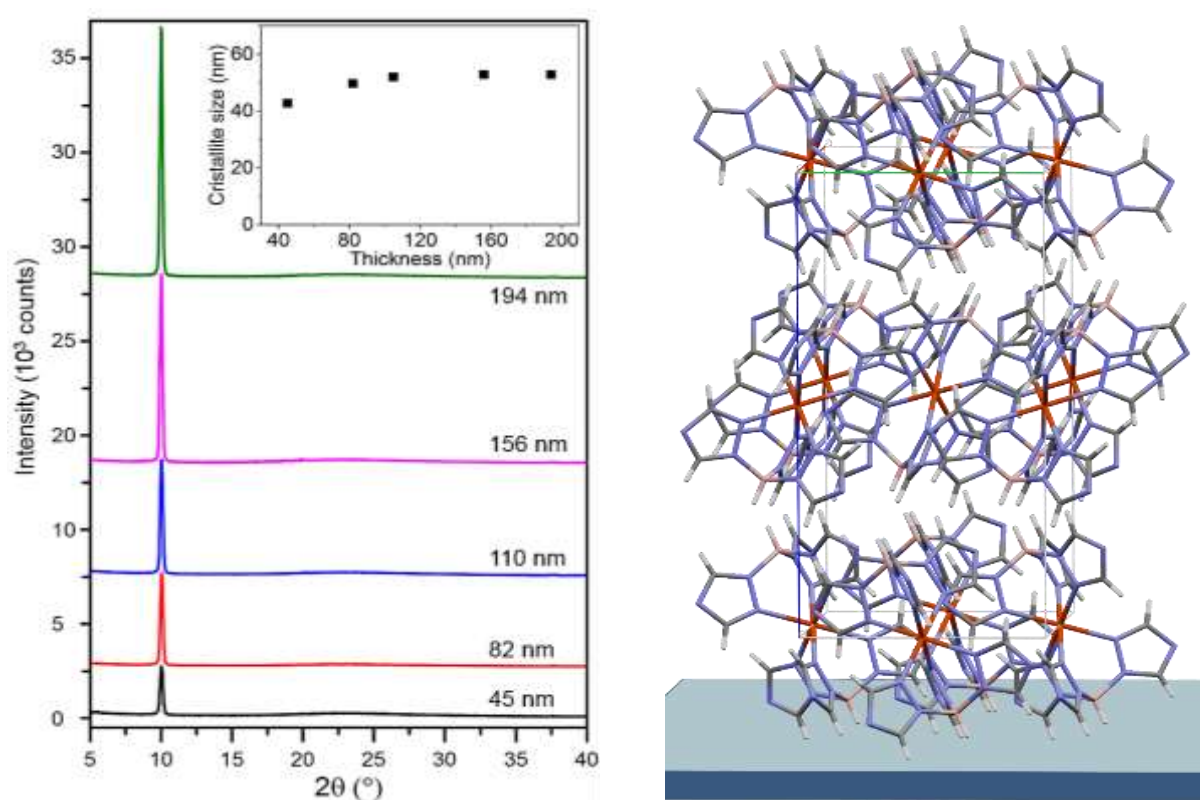 Intensity (10³ counts)
35
30
25
20
15
10
5
0
Cristallite size (nm)
60
40
20
0
40 80 120 160 200
Thickness (nm)
194 nm
156 nm
110 nm
82 nm
45 nm
5 10 15 20 25 30 35 40
2θ (°)